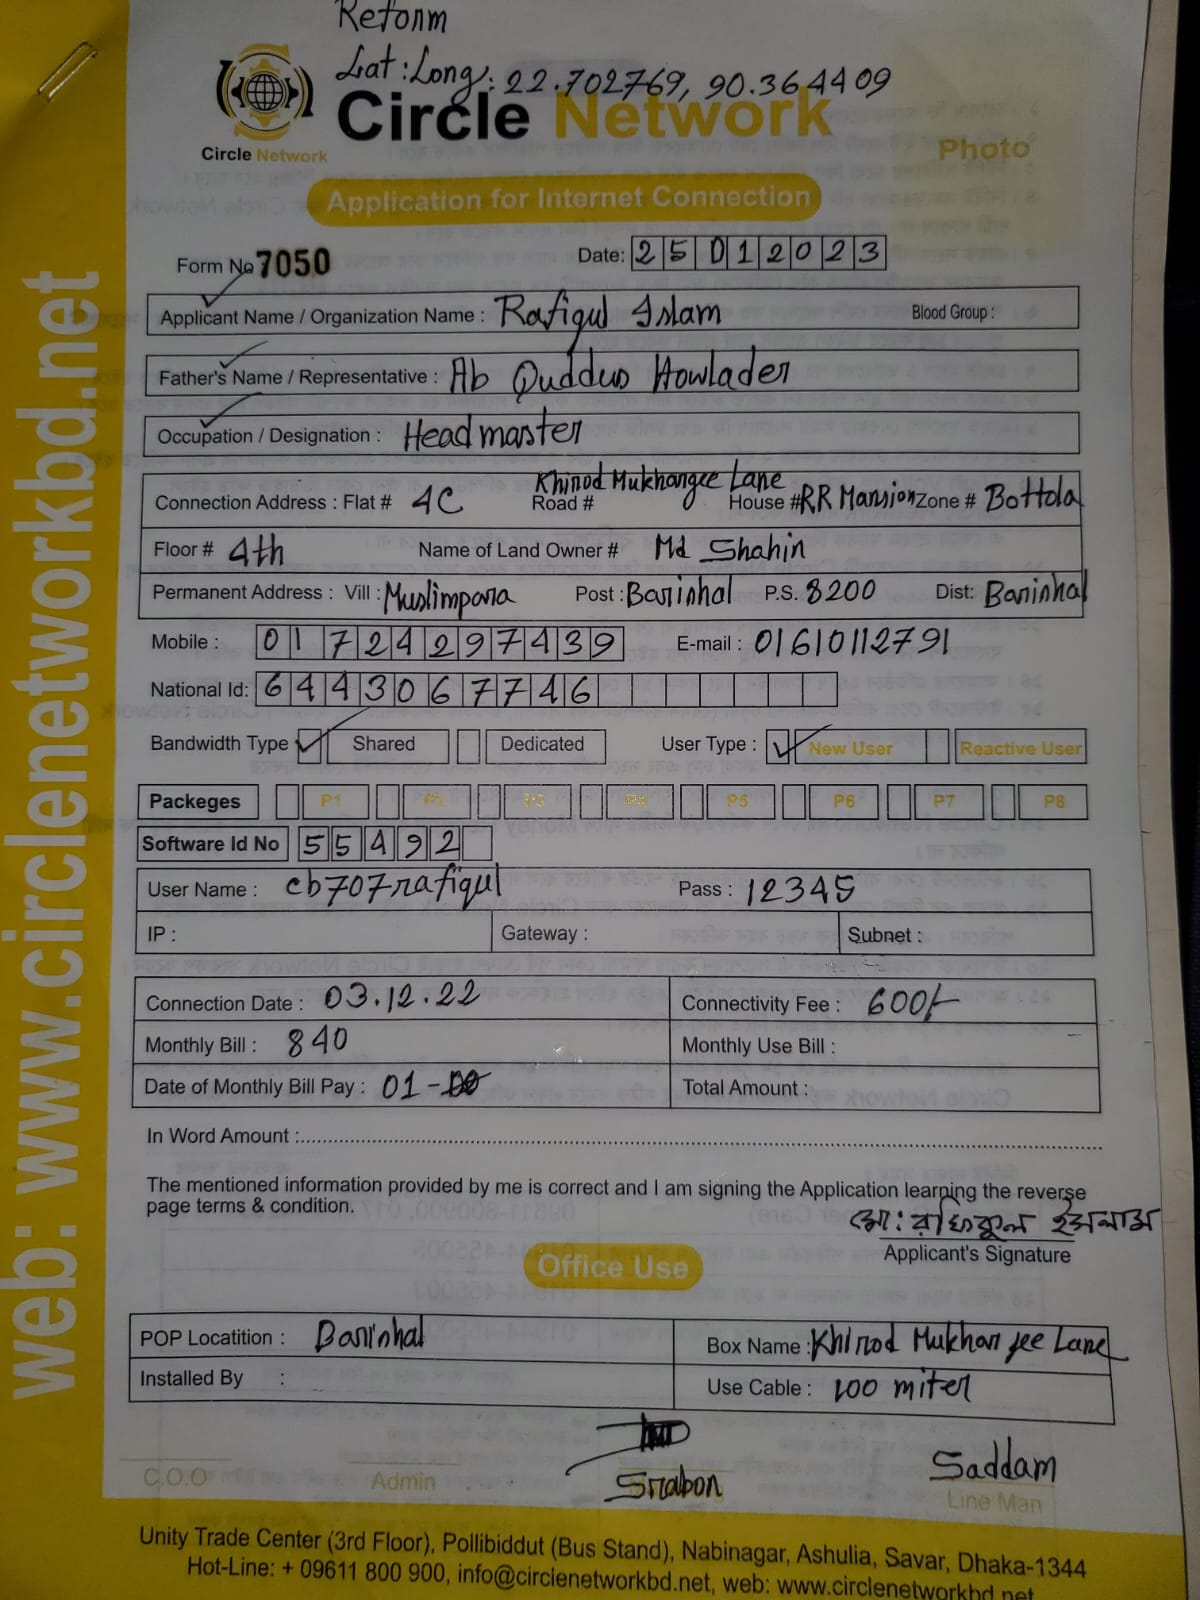 Reform
Lat:Long: 22.702769, 90.364409
Circle Network
Circle Network
Photo
Application for Internet Connection
Form No 7050 Date: 25012023
Applicant Name / Organization Name : Rafiqul Islam Blood Group :
Father's Name / Representative : Ab Quddus Howlader
Occupation / Designation : Headmaster
Connection Address : Flat # 4C Road # Khirod Mukharjee Lane House # RR Mansion Zone # Bottola
Floor # 4th Name of Land Owner # Md Shahin
Permanent Address : Vill : Muslimpara Post : Barishal P.S. 8200 Dist: Barishal
Mobile : 01724297439 E-mail : 01610112791
National Id: 6443067746
Bandwidth Type ✓ Shared Dedicated User Type : ✓ New User Reactive User
Packeges P1 P2 P3 P4 P5 P6 P7 P8
Software Id No 55492
User Name : cb707rafiqul Pass : 12345
IP : Gateway : Subnet :
Connection Date : 03.12.22 Connectivity Fee : 600/-
Monthly Bill : 840 Monthly Use Bill :
Date of Monthly Bill Pay : 01 - Total Amount :
In Word Amount :
The mentioned information provided by me is correct and I am signing the Application learning the reverse
page terms & condition.
মো: রফিকুল ইসলাম
Applicant's Signature
Office Use
POP Locatition : Barishal Box Name : Khirod Mukharjee Lane
Installed By : Use Cable : 100 miter
Srabon Saddam
C.O.O Admin Line Man
Unity Trade Center (3rd Floor), Pollibiddut (Bus Stand), Nabinagar, Ashulia, Savar, Dhaka-1344
Hot-Line: + 09611 800 900, info@circlenetworkbd.net, web: www.circlenetworkbd.net
web: www.circlenetworkbd.net